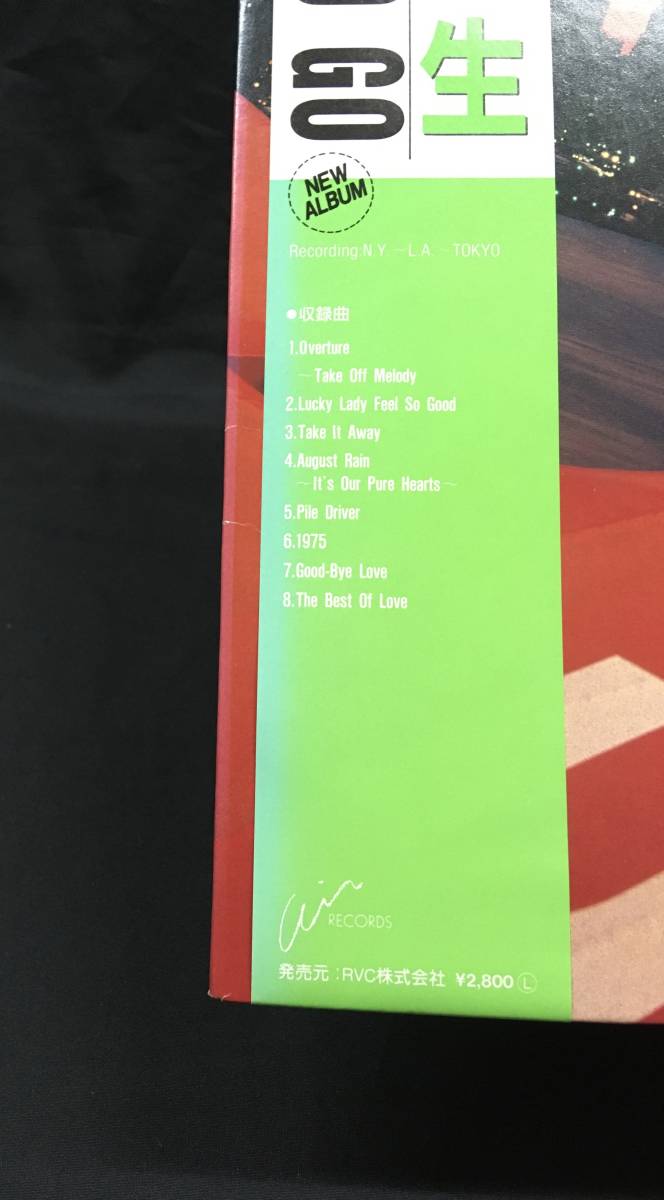 GO
生
NEW
ALBUM
Recording:N.Y.〜L.A.〜TOKYO
●収録曲
1.Overture
〜Take Off Melody
2.Lucky Lady Feel So Good
3.Take It Away
4.August Rain
〜It's Our Pure Hearts〜
5.Pile Driver
6.1975
7.Good-Bye Love
8.The Best Of Love
Air
RECORDS
発売元:RVC株式会社 ¥2,800 Ⓛ